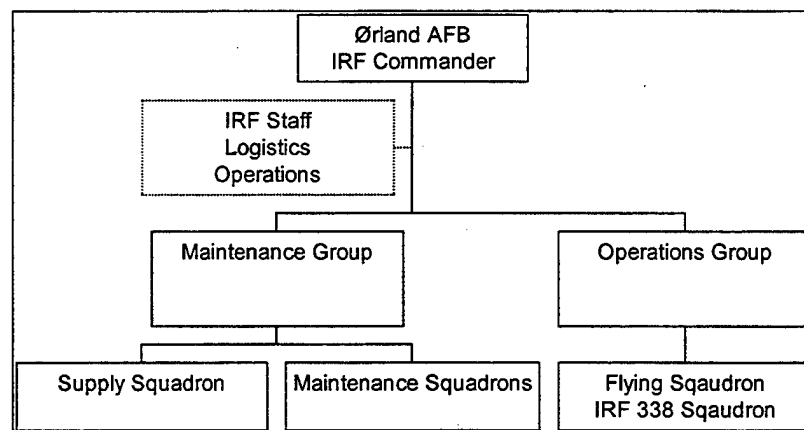 Ørland AFB
IRF Commander
IRF Staff
Logistics
Operations
Maintenance Group
Operations Group
Supply Squadron
Maintenance Squadrons
Flying Sqaudron
IRF 338 Sqaudron